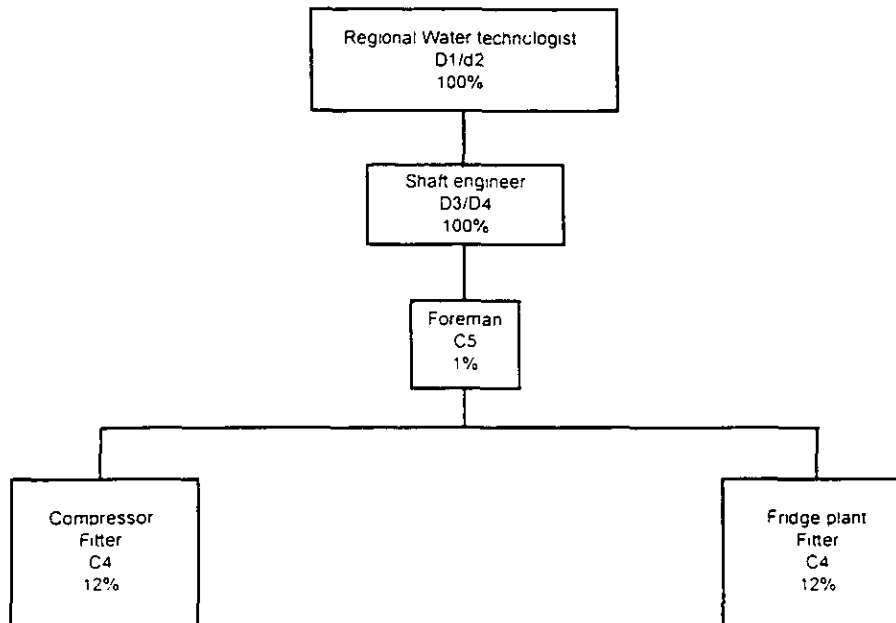 Regional Water technologist
D1/d2
100%
Shaft engineer
D3/D4
100%
Foreman
C5
1%
Compressor
Fitter
C4
12%
Fridge plant
Fitter
C4
12%